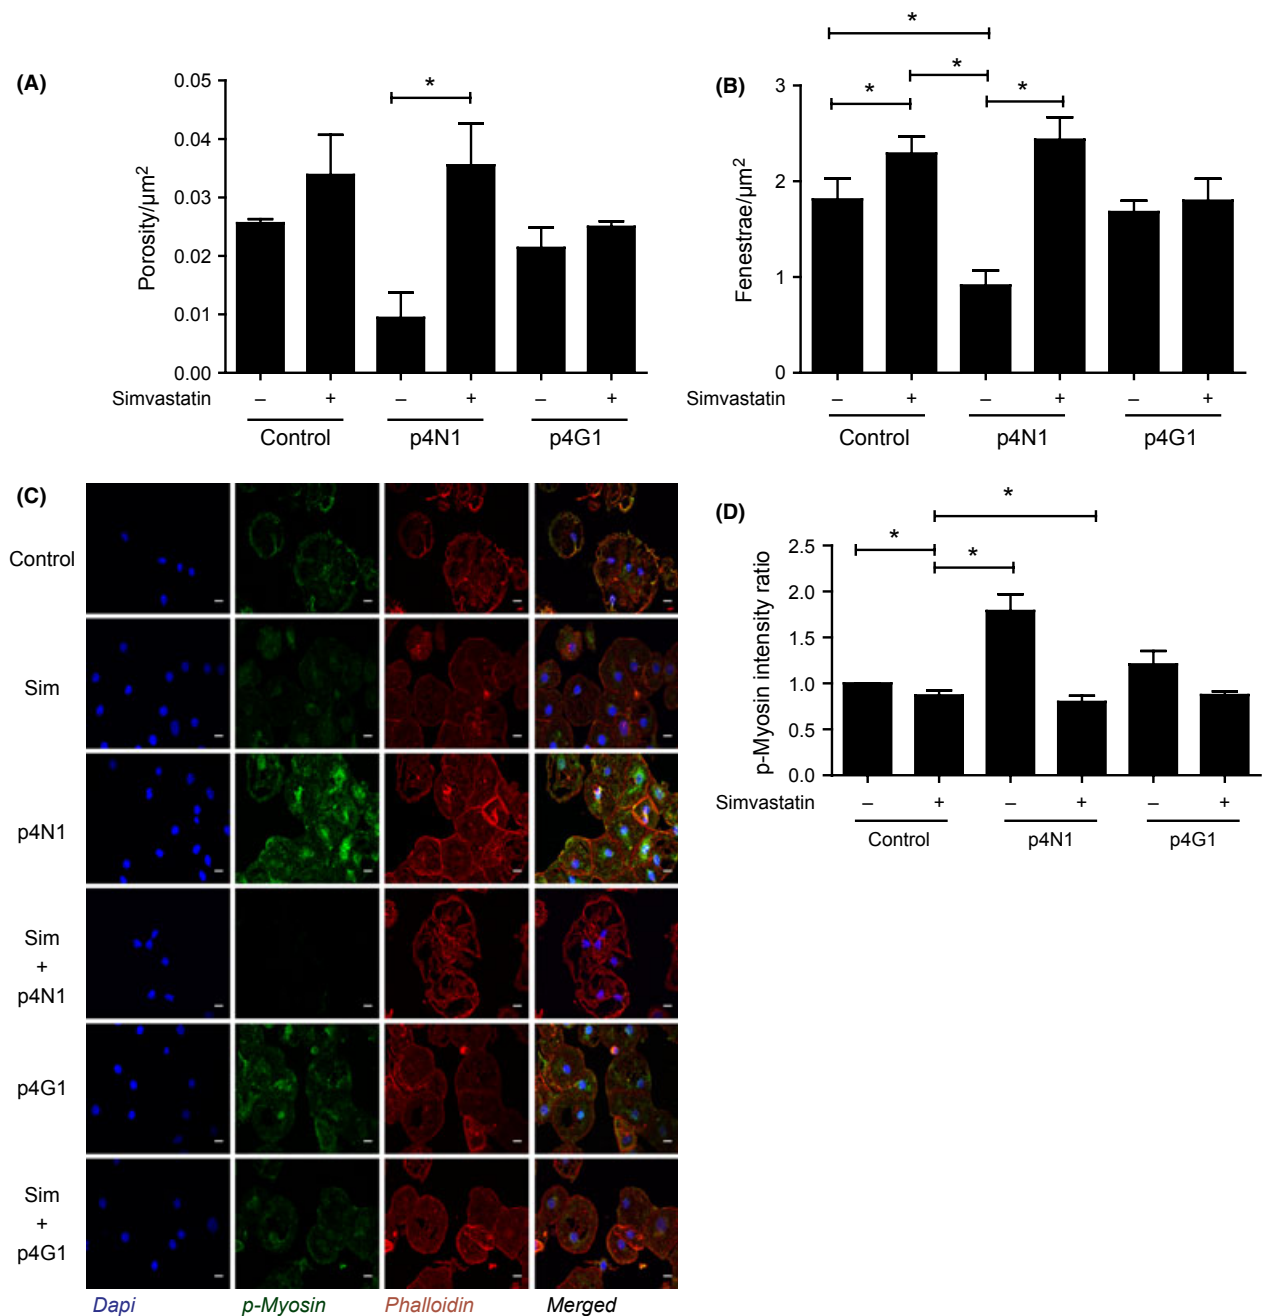 (A)
*
0.05
0.04
0.03
0.02
0.01
0.00
Porosity/µm²
Simvastatin – + – + – +
Control p4N1 p4G1
(B)
*
*
* *
3
2
1
0
Fenestrae/µm²
Simvastatin – + – + – +
Control p4N1 p4G1
(C)
Control
Sim
p4N1
Sim
+
p4N1
p4G1
Sim
+
p4G1
Dapi p-Myosin Phalloidin Merged
(D)
*
* *
2.5
2.0
1.5
1.0
0.5
0.0
p-Myosin intensity ratio
Simvastatin – + – + – +
Control p4N1 p4G1